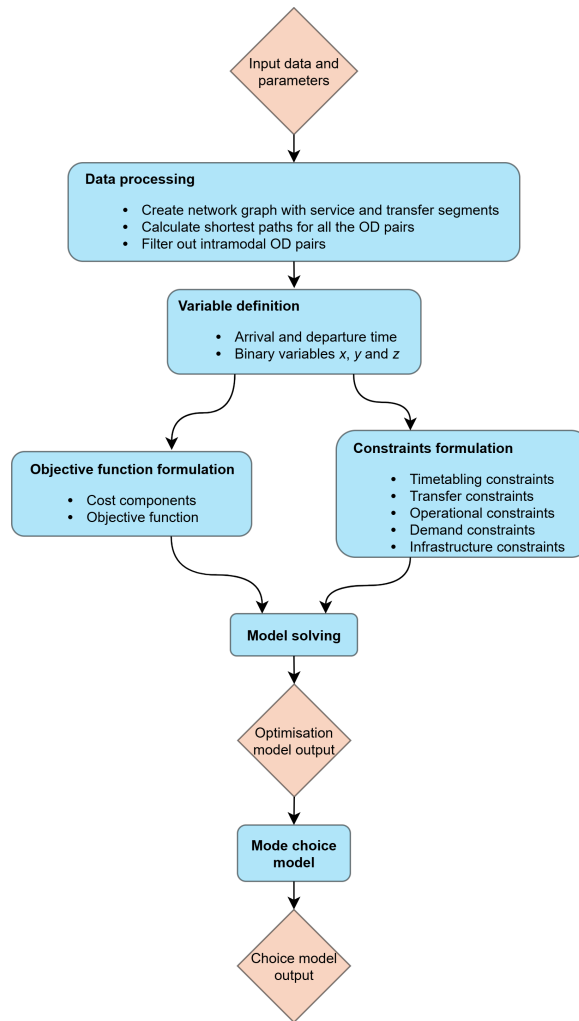 Input data and
parameters
Data processing
• Create network graph with service and transfer segments
• Calculate shortest paths for all the OD pairs
• Filter out intramodal OD pairs
Variable definition
• Arrival and departure time
• Binary variables x, y and z
Objective function formulation
• Cost components
• Objective function
Constraints formulation
• Timetabling constraints
• Transfer constraints
• Operational constraints
• Demand constraints
• Infrastructure constraints
Model solving
Optimisation
model output
Mode choice
model
Choice model
output